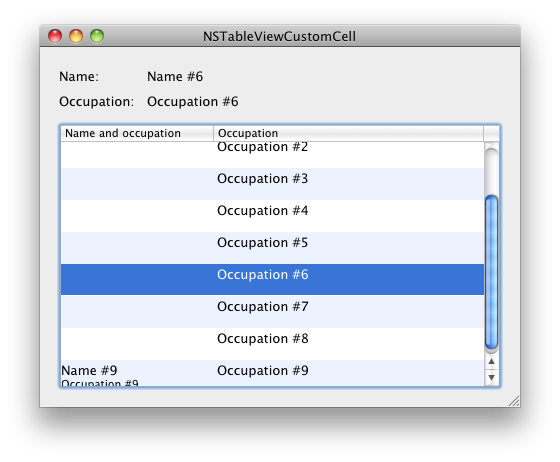 NSTableViewCustomCell
Name: Name #6
Occupation: Occupation #6
Name and occupation Occupation
Occupation #2
Occupation #3
Occupation #4
Occupation #5
Occupation #6
Occupation #7
Occupation #8
Name #9 Occupation #9
Occupation #9